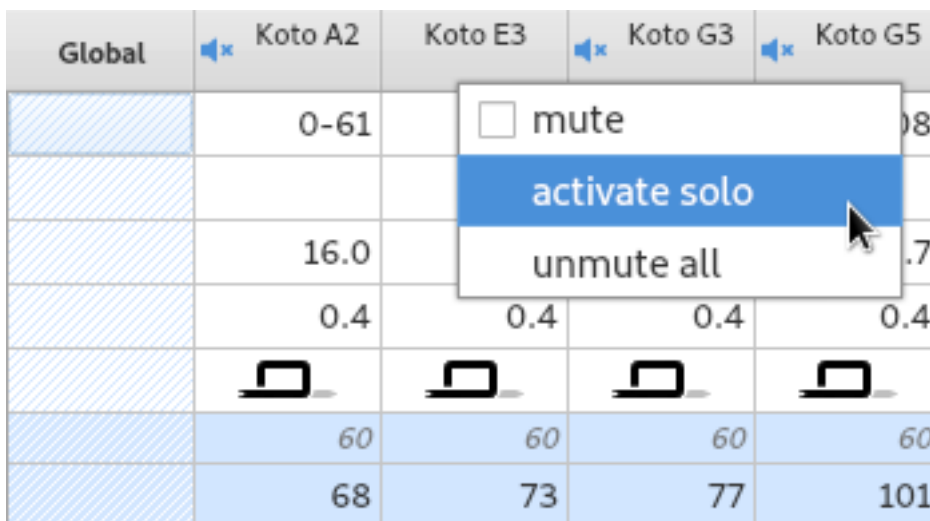 Global Koto A2 Koto E3 Koto G3 Koto G5
0-61
mute
activate solo
16.0
unmute all
0.4 0.4 0.4 0.4
60 60 60 60
68 73 77 101